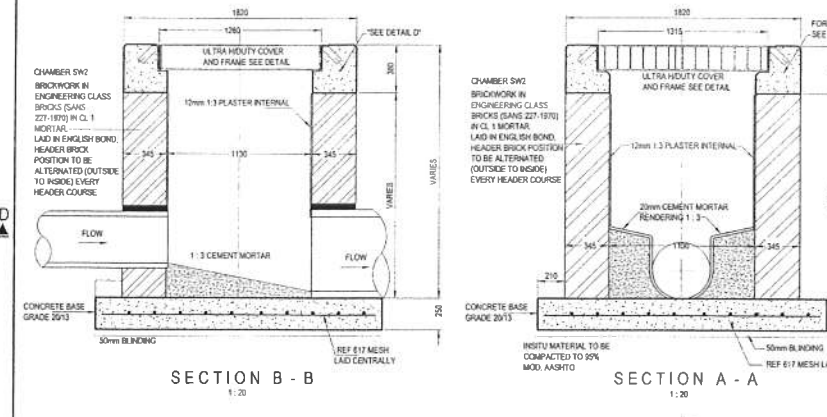 1820
1260
"SEE DETAIL D"
ULTRA H/DUTY COVER
AND FRAME SEE DETAIL
380
CHAMBER SW2
BRICKWORK IN
ENGINEERING CLASS
BRICKS (SANS
227-1970) IN CL 1
MORTAR.
LAID IN ENGLISH BOND.
HEADER BRICK
POSITION TO BE
ALTERNATED (OUTSIDE
TO INSIDE) EVERY
HEADER COURSE
12mm 1:3 PLASTER INTERNAL
345
1130
345
VARIES
VARIES
D
FLOW
1 : 3 CEMENT MORTAR
FLOW
CONCRETE BASE
GRADE 20/13
250
50mm BLINDING
REF 617 MESH
LAID CENTRALLY
SECTION B - B
1 : 20
1820
1315
FOR
SEE
ULTRA H/DUTY COVER
AND FRAME SEE DETAIL
CHAMBER SW2
BRICKWORK IN
ENGINEERING CLASS
BRICKS (SANS 227-1970)
IN CL 1 MORTAR.
LAID IN ENGLISH BOND.
HEADER BRICK POSITION
TO BE ALTERNATED
(OUTSIDE TO INSIDE)
EVERY HEADER COURSE
12mm 1:3 PLASTER INTERNAL
20mm CEMENT MORTAR
RENDERING 1 : 3
345
1100
345
210
CONCRETE BASE
GRADE 20/13
INSITU MATERIAL TO BE
COMPACTED TO 95%
MOD. AASHTO
50mm BLINDING
REF 617 MESH
SECTION A - A
1 : 20